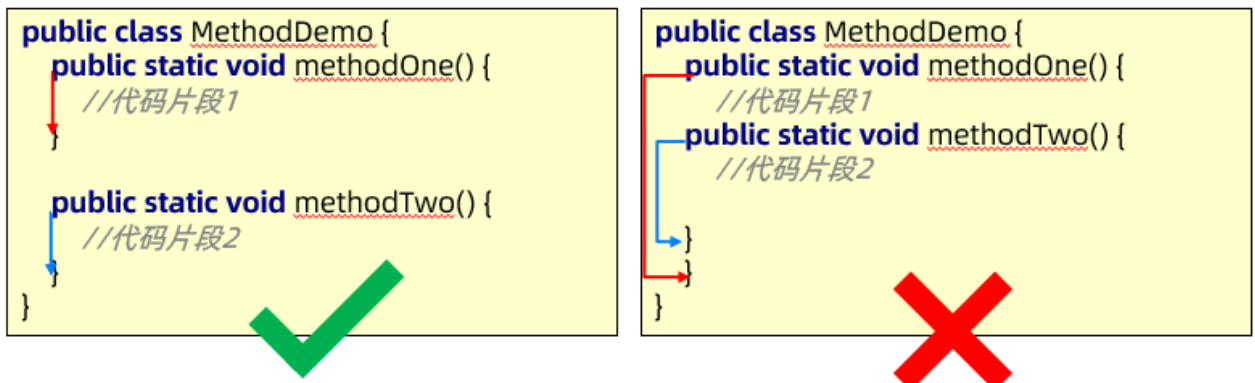 public class MethodDemo {
public static void methodOne() {
//代码片段1
}
public static void methodTwo() {
//代码片段2
}
}
public class MethodDemo {
public static void methodOne() {
//代码片段1
public static void methodTwo() {
//代码片段2
}
}
}